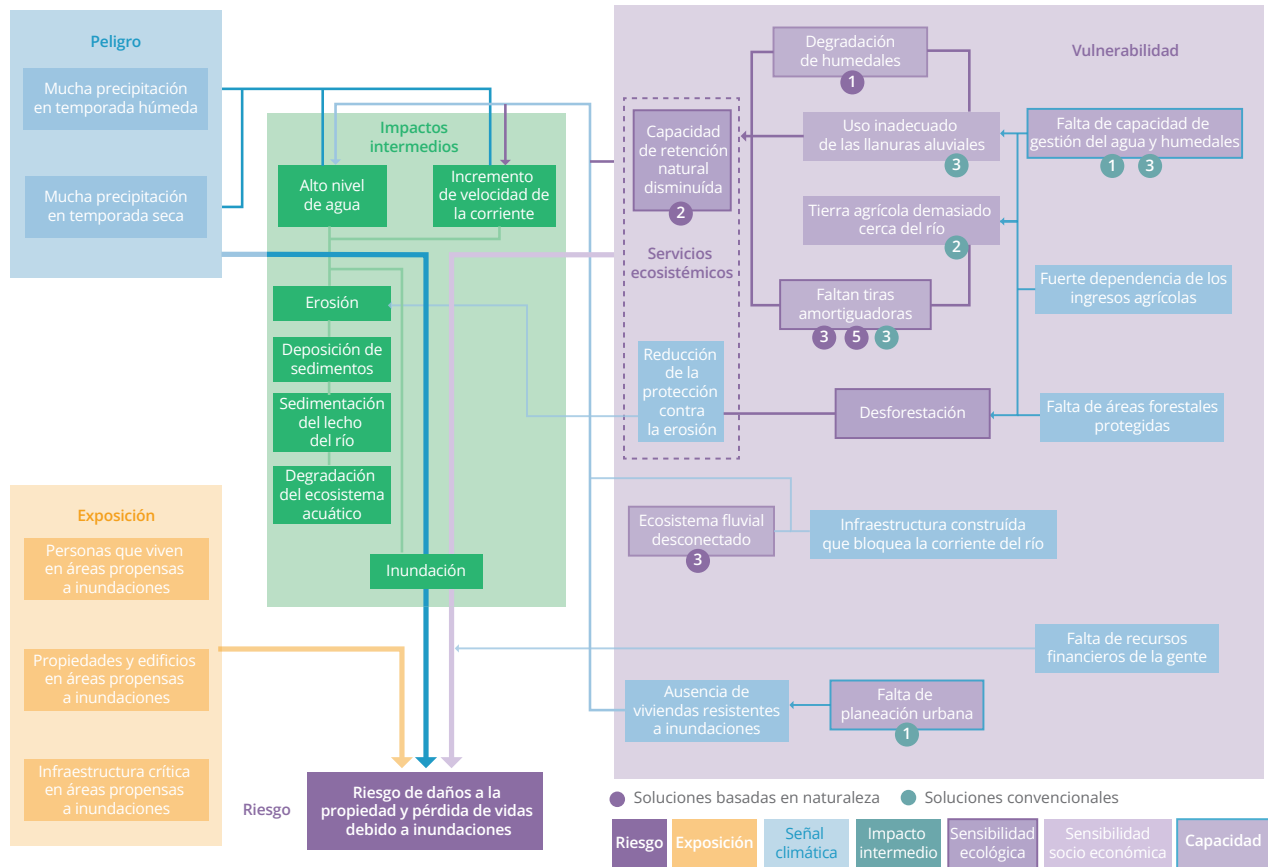 Peligro
Mucha precipitación
en temporada húmeda
Mucha precipitación
en temporada seca
Impactos
intermedios
Alto nivel
de agua
Incremento
de velocidad de
la corriente
Erosión
Deposición de
sedimentos
Sedimentación
del lecho
del río
Degradación
del ecosistema
acuático
Inundación
Exposición
Personas que viven
en áreas propensas
a inundaciones
Propiedades y edificios
en áreas propensas
a inundaciones
Infraestructura crítica
en áreas propensas
a inundaciones
Riesgo
Riesgo de daños a la
propiedad y pérdida de vidas
debido a inundaciones
Vulnerabilidad
Degradación
de humedales
1
Capacidad
de retención
natural
disminuída
2
Servicios
ecosistémicos
Reducción
de la
protección
contra
la erosión
Uso inadecuado
de las llanuras aluviales
3
Tierra agrícola demasiado
cerca del río
2
Faltan tiras
amortiguadoras
3 5 3
Desforestación
Falta de capacidad de
gestión del agua y humedales
1 3
Fuerte dependencia de los
ingresos agrícolas
Falta de áreas forestales
protegidas
Ecosistema fluvial
desconectado
3
Infraestructura construída
que bloquea la corriente del río
Falta de recursos
financieros de la gente
Ausencia de
viviendas resistentes
a inundaciones
Falta de
planeación urbana
1
Soluciones basadas en naturaleza
Soluciones convencionales
Riesgo
Exposición
Señal
climática
Impacto
intermedio
Sensibilidad
ecológica
Sensibilidad
socio económica
Capacidad